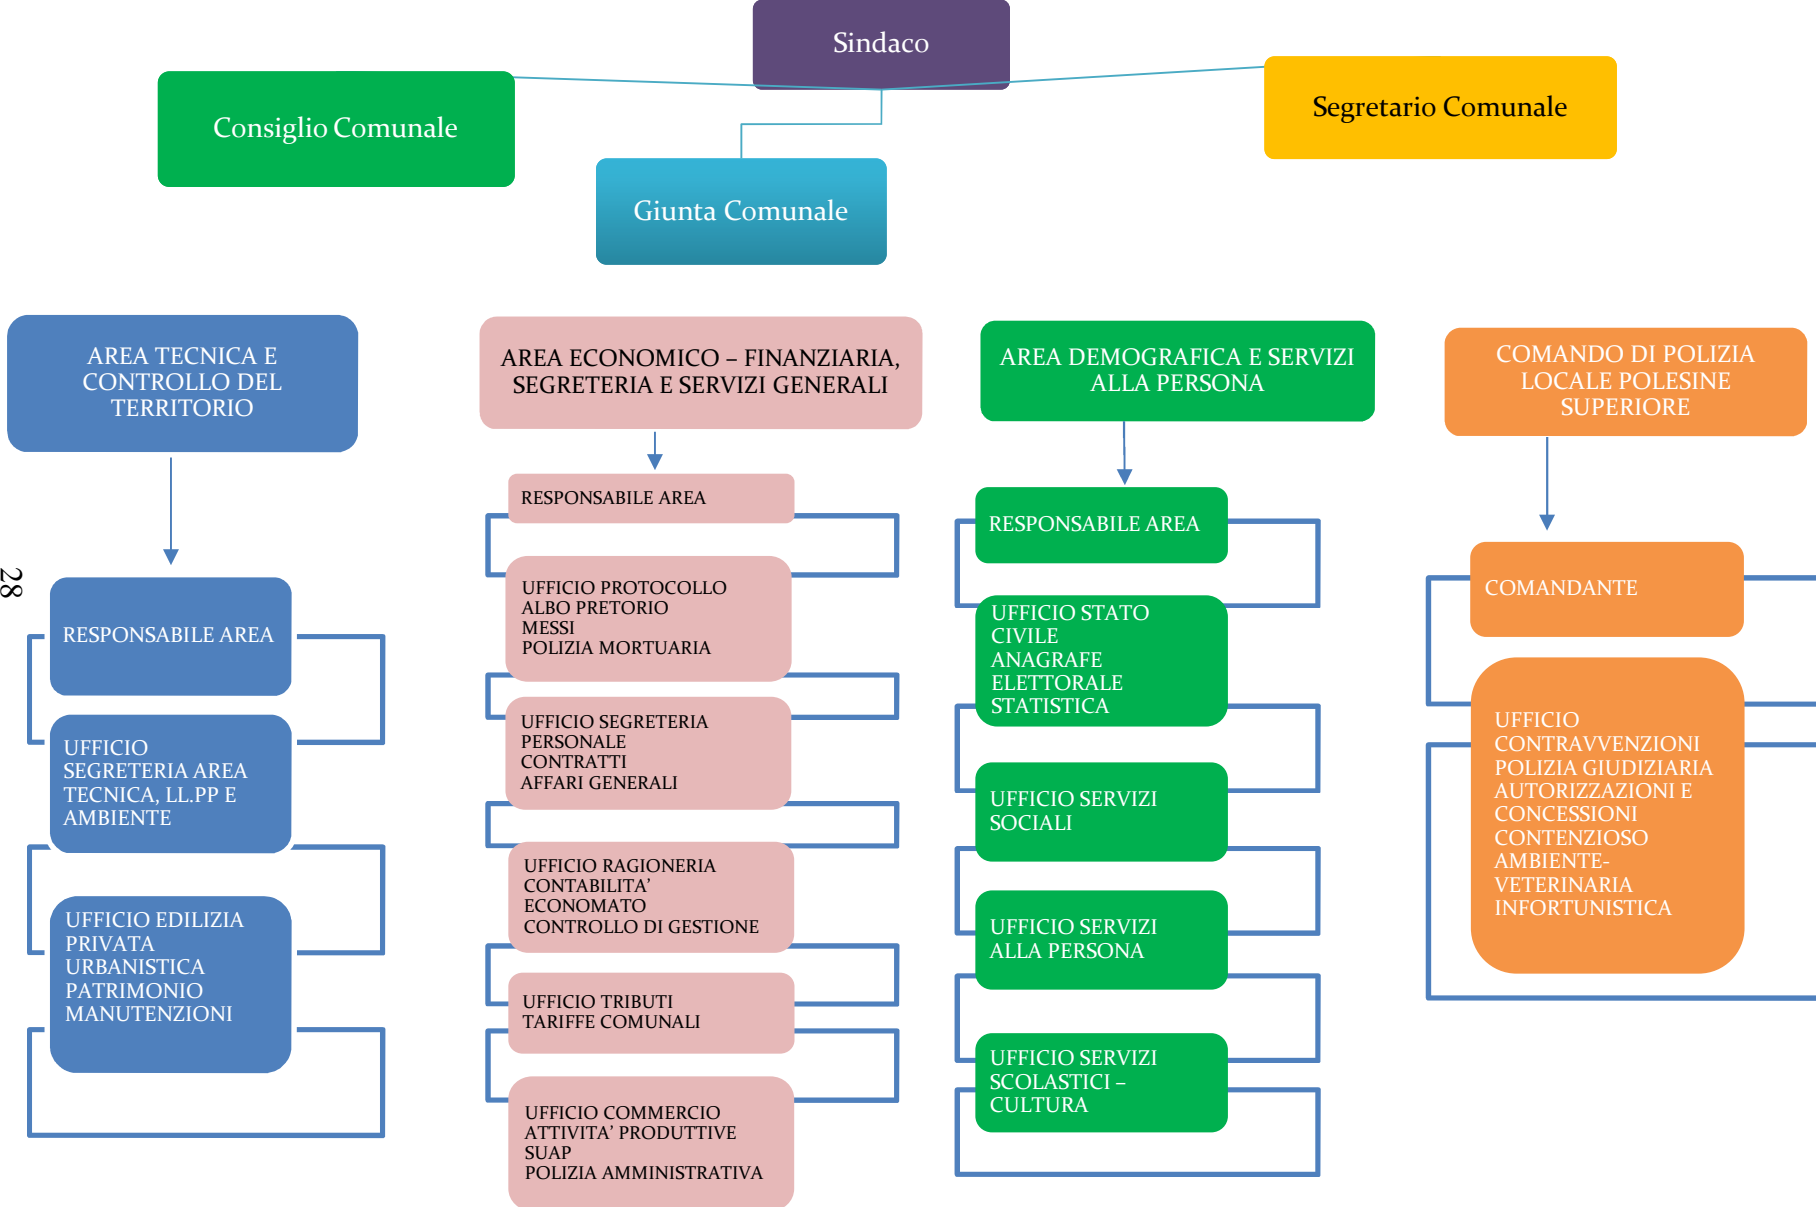 Sindaco
Consiglio Comunale
Segretario Comunale
Giunta Comunale
AREA TECNICA E
CONTROLLO DEL
TERRITORIO
RESPONSABILE AREA
UFFICIO
SEGRETERIA AREA
TECNICA, LL.PP E
AMBIENTE
UFFICIO EDILIZIA
PRIVATA
URBANISTICA
PATRIMONIO
MANUTENZIONI
AREA ECONOMICO – FINANZIARIA,
SEGRETERIA E SERVIZI GENERALI
RESPONSABILE AREA
UFFICIO PROTOCOLLO
ALBO PRETORIO
MESSI
POLIZIA MORTUARIA
UFFICIO SEGRETERIA
PERSONALE
CONTRATTI
AFFARI GENERALI
UFFICIO RAGIONERIA
CONTABILITA’
ECONOMATO
CONTROLLO DI GESTIONE
UFFICIO TRIBUTI
TARIFFE COMUNALI
UFFICIO COMMERCIO
ATTIVITA’ PRODUTTIVE
SUAP
POLIZIA AMMINISTRATIVA
AREA DEMOGRAFICA E SERVIZI
ALLA PERSONA
RESPONSABILE AREA
UFFICIO STATO
CIVILE
ANAGRAFE
ELETTORALE
STATISTICA
UFFICIO SERVIZI
SOCIALI
UFFICIO SERVIZI
ALLA PERSONA
UFFICIO SERVIZI
SCOLASTICI –
CULTURA
COMANDO DI POLIZIA
LOCALE POLESINE
SUPERIORE
COMANDANTE
UFFICIO
CONTRAVVENZIONI
POLIZIA GIUDIZIARIA
AUTORIZZAZIONI E
CONCESSIONI
CONTENZIOSO
AMBIENTE-
VETERINARIA
INFORTUNISTICA
28